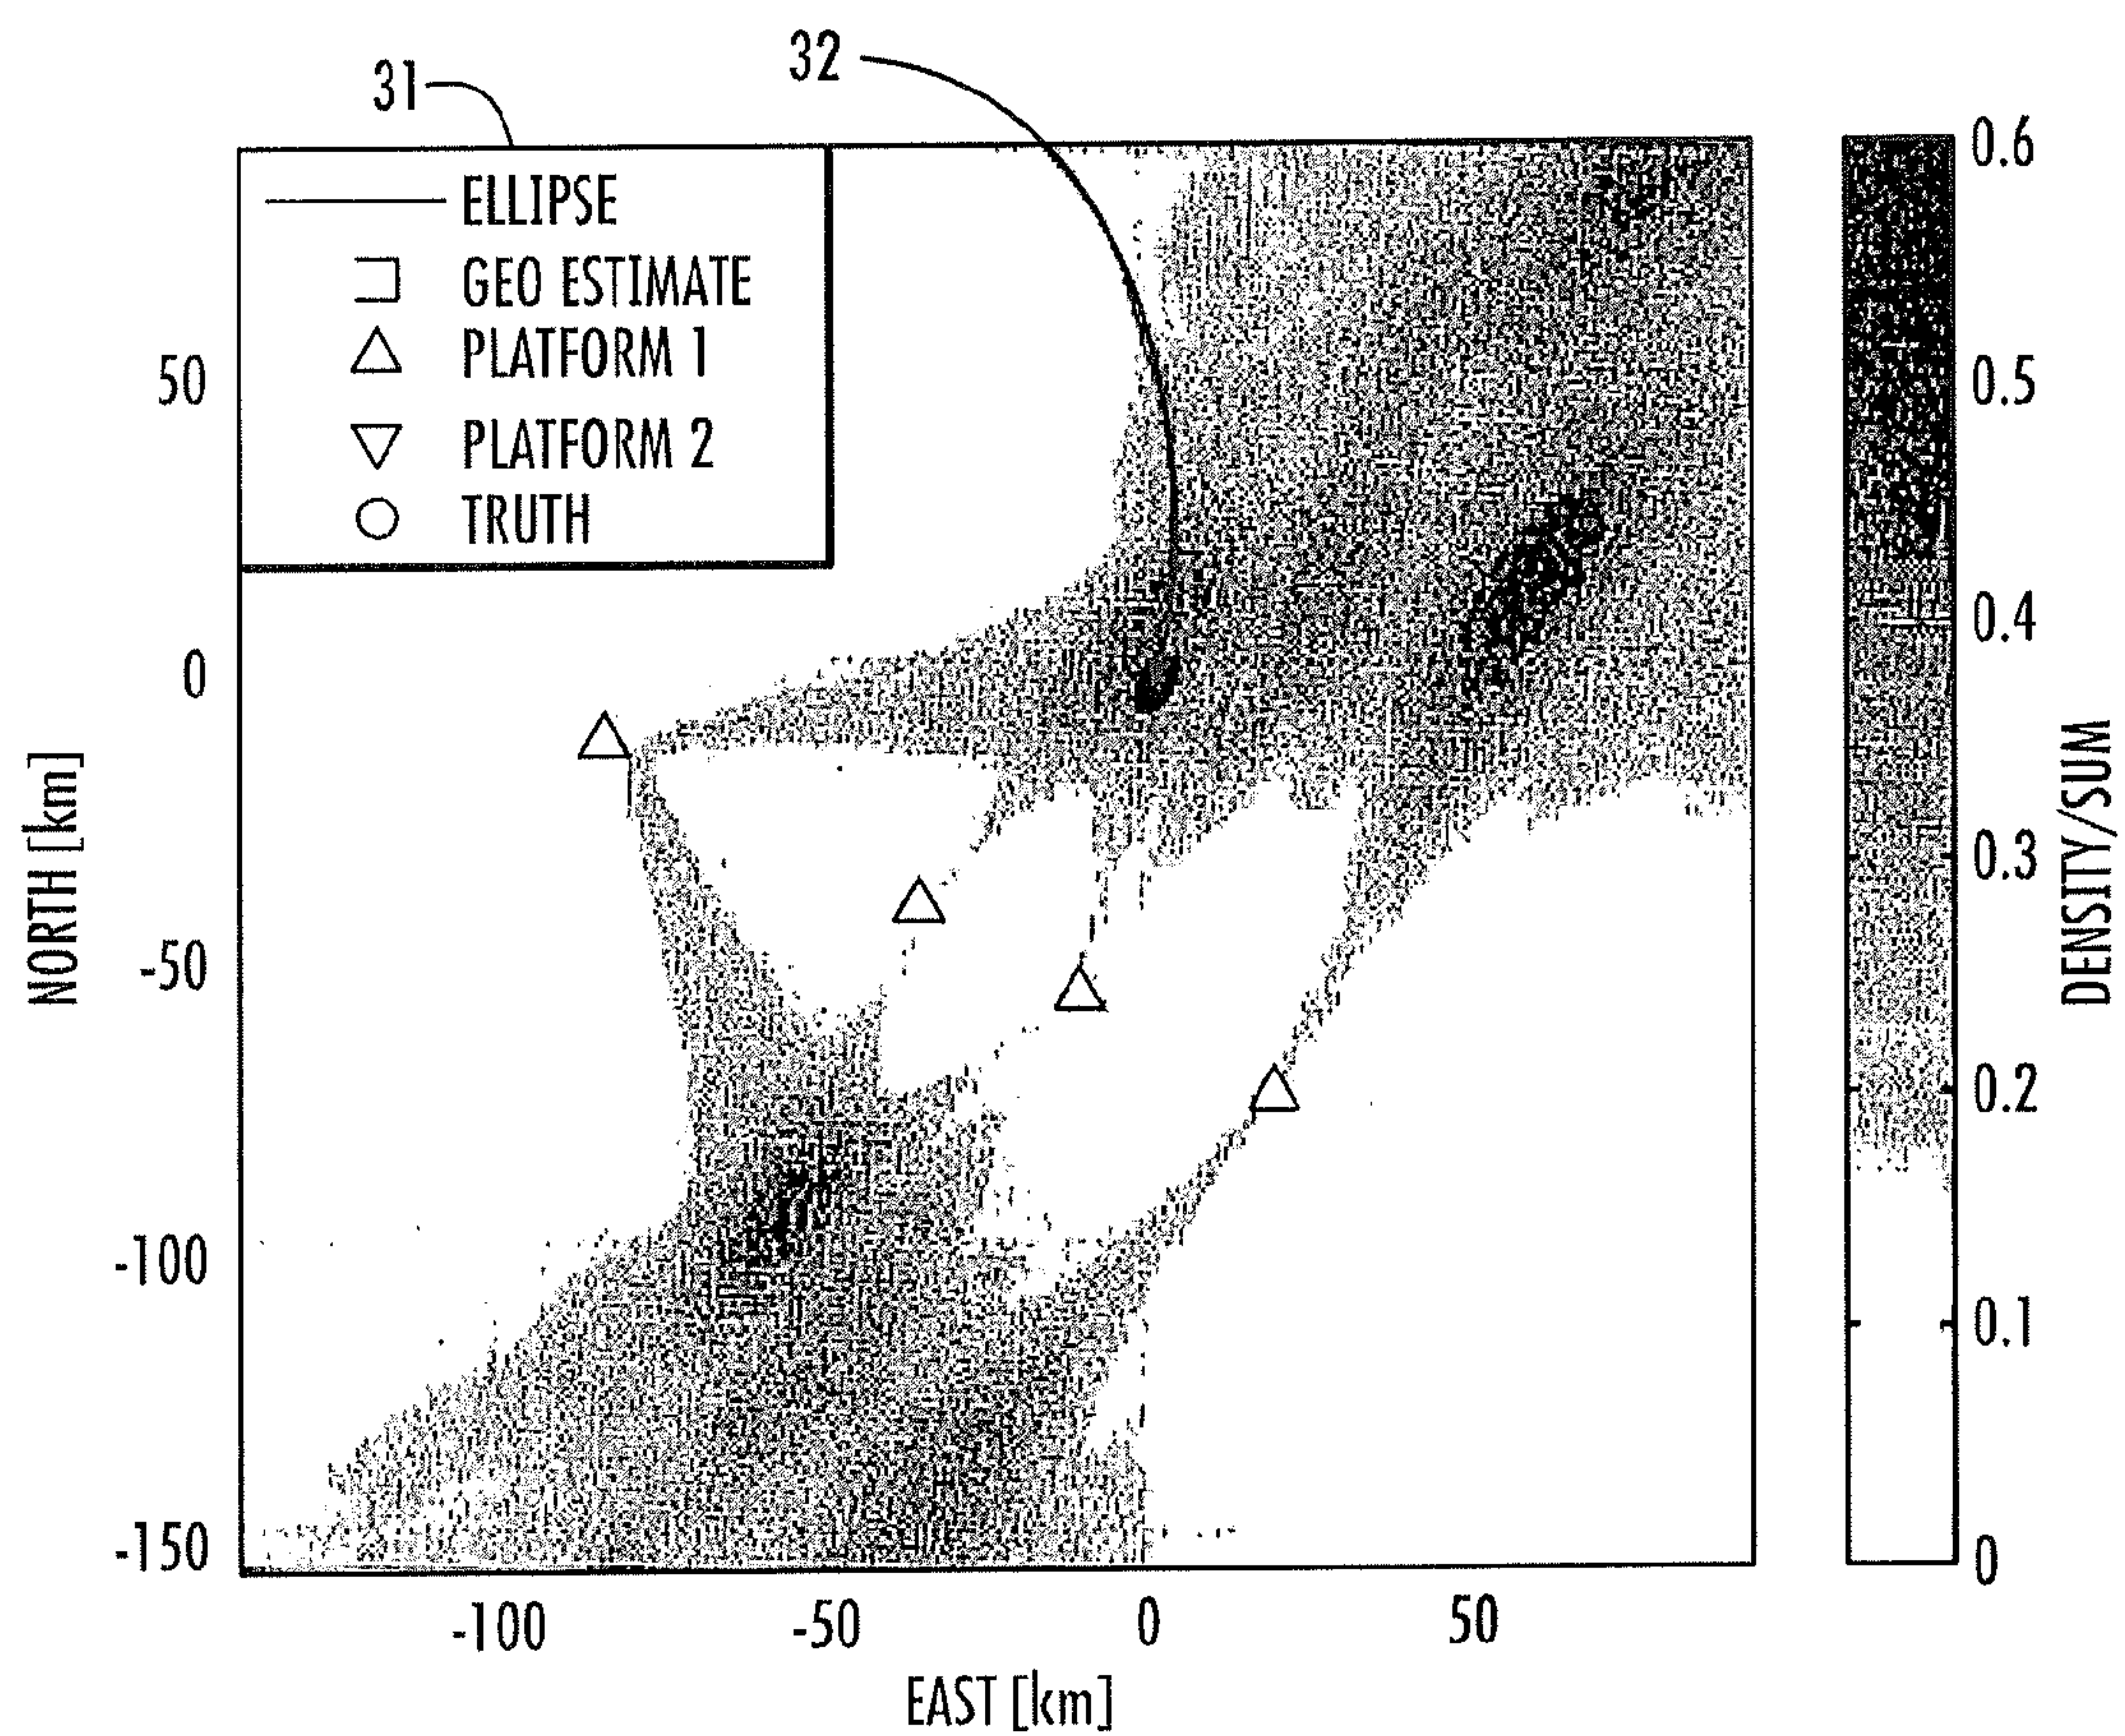 31
32
ELLIPSE
GEO ESTIMATE
PLATFORM 1
PLATFORM 2
TRUTH
50
0
-50
-100
-150
NORTH [km]
-100
-50
0
50
EAST [km]
0.6
0.5
0.4
0.3
0.2
0.1
0
DENSITY/SUM